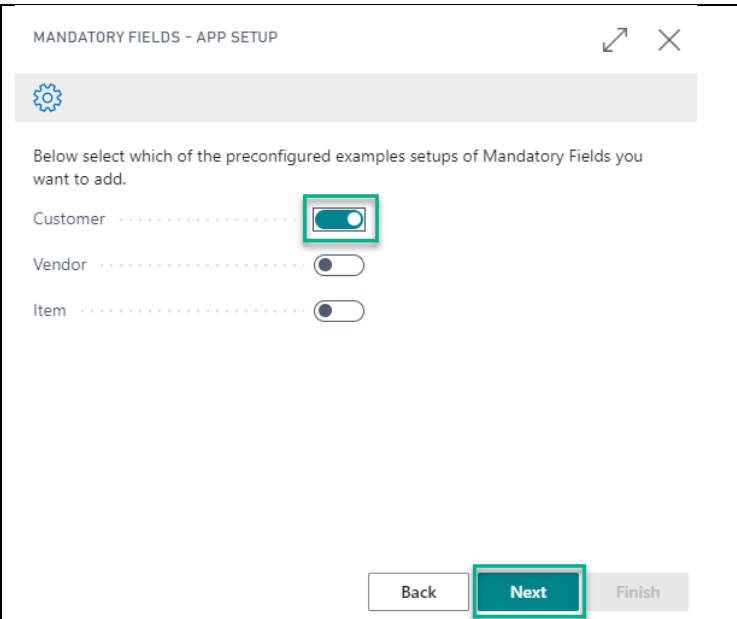 MANDATORY FIELDS - APP SETUP
Below select which of the preconfigured examples setups of Mandatory Fields you
want to add.
Customer
Vendor
Item
Back Next Finish